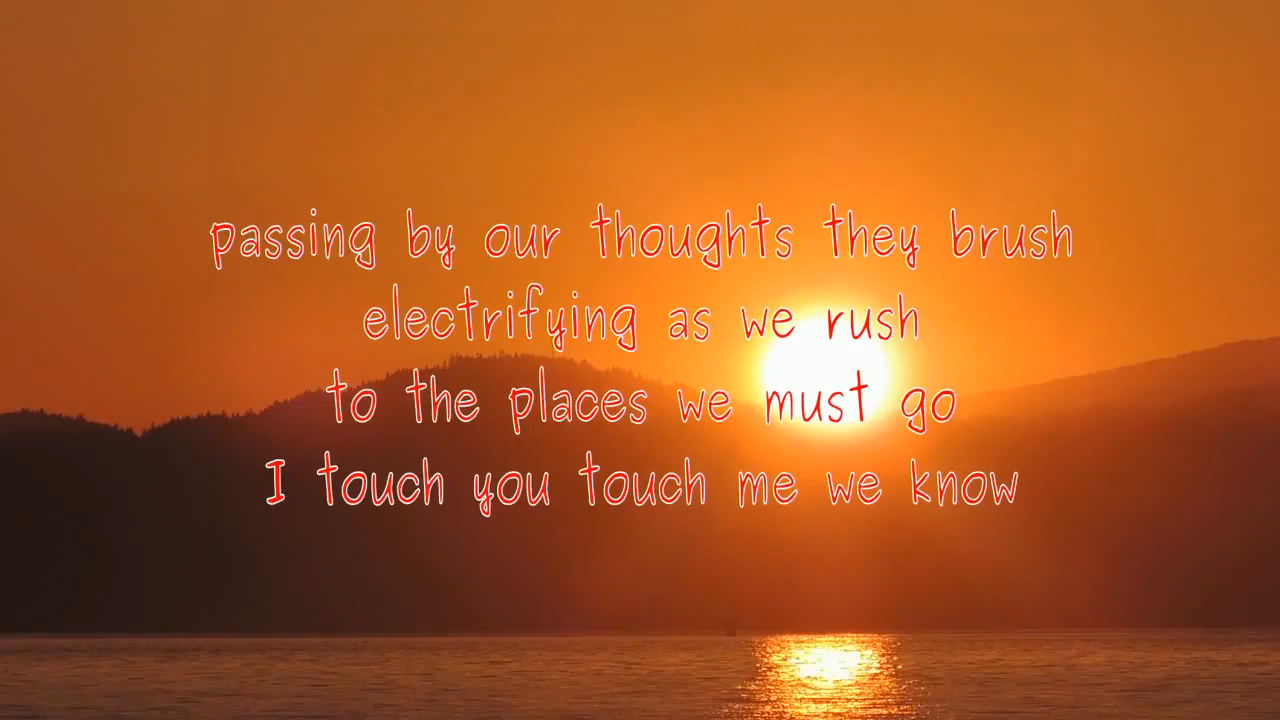 passing by our thoughts they brush
electrifying as we rush
to the places we must go
I touch you touch me we know